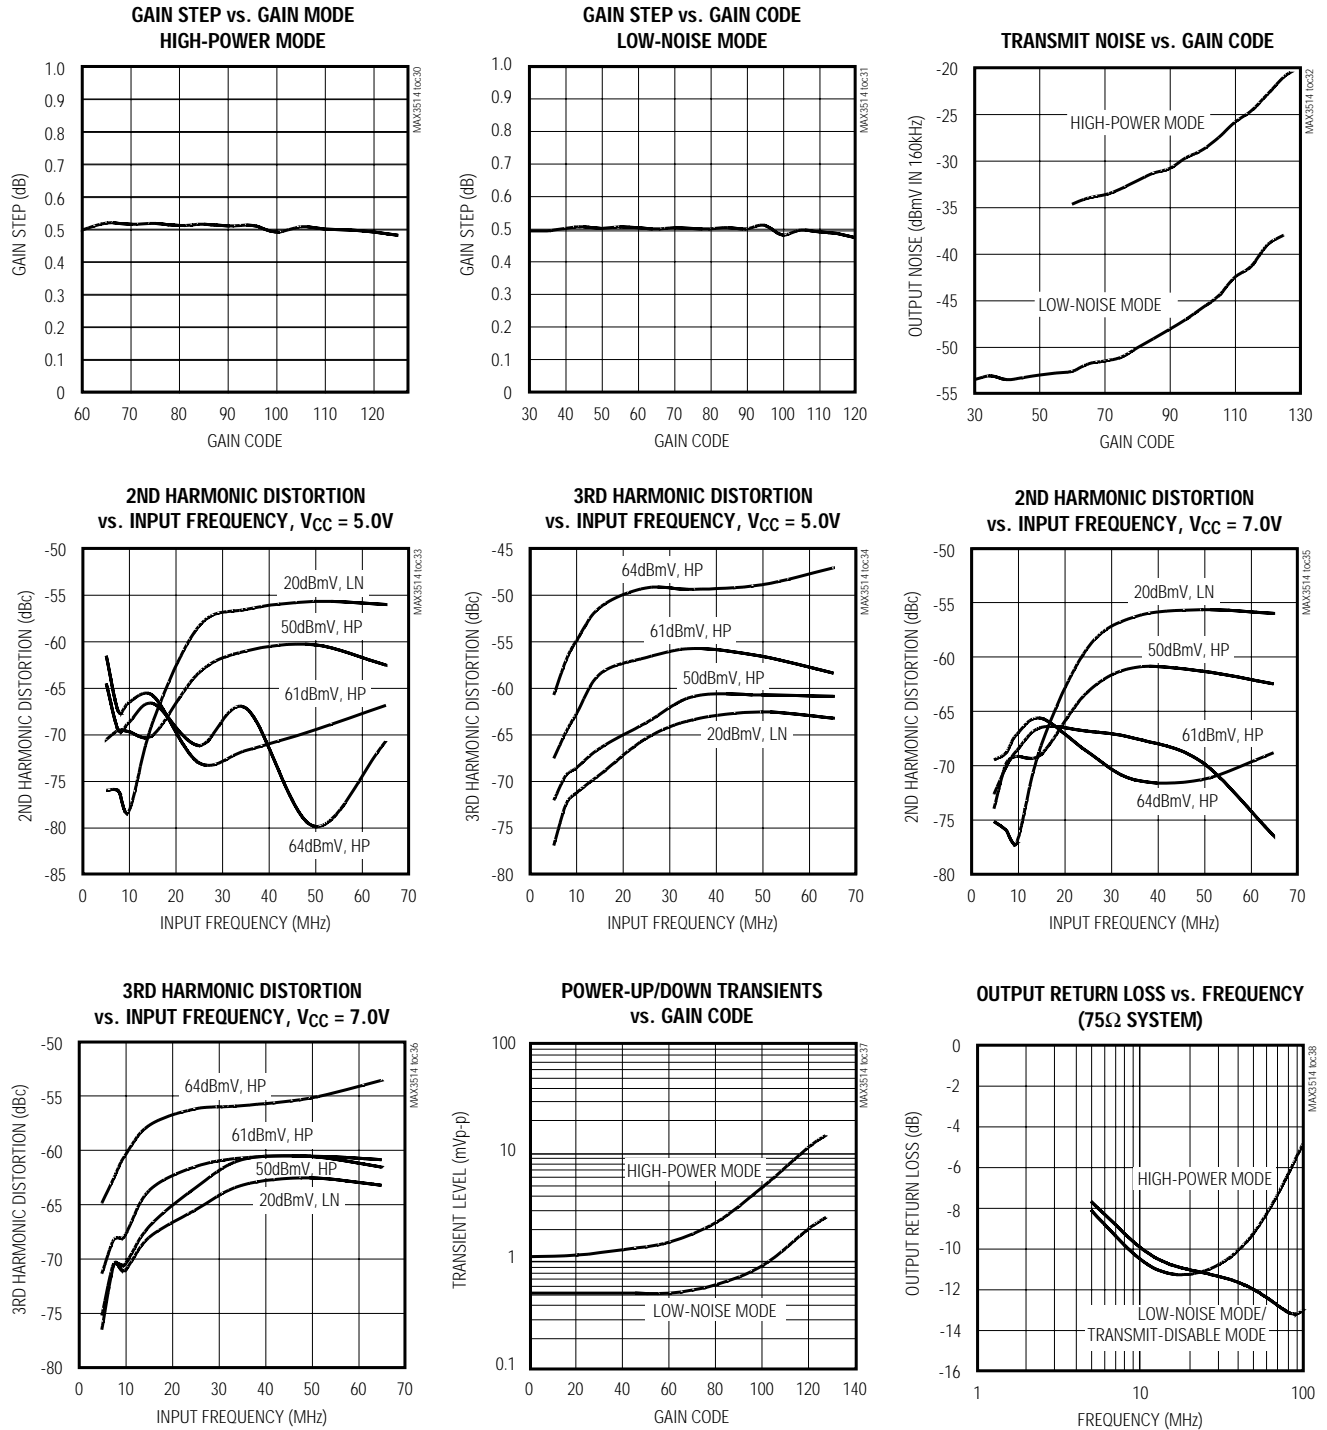 GAIN STEP vs. GAIN MODE
HIGH-POWER MODE
1.0
0.9
0.8
0.7
0.6
0.5
0.4
0.3
0.2
0.1
0
GAIN STEP (dB)
60 70 80 90 100 110 120
GAIN CODE
MAX3514 toc30
GAIN STEP vs. GAIN CODE
LOW-NOISE MODE
1.0
0.9
0.8
0.7
0.6
0.5
0.4
0.3
0.2
0.1
0
GAIN STEP (dB)
30 40 50 60 70 80 90 100 110 120
GAIN CODE
MAX3514 toc31
TRANSMIT NOISE vs. GAIN CODE
-20
-25
-30
-35
-40
-45
-50
-55
OUTPUT NOISE (dBmV IN 160kHz)
HIGH-POWER MODE
LOW-NOISE MODE
30 50 70 90 110 130
GAIN CODE
MAX3514 toc32
2ND HARMONIC DISTORTION
vs. INPUT FREQUENCY, VCC = 5.0V
-50
-55
-60
-65
-70
-75
-80
-85
2ND HARMONIC DISTORTION (dBc)
20dBmV, LN
50dBmV, HP
61dBmV, HP
64dBmV, HP
0 10 20 30 40 50 60 70
INPUT FREQUENCY (MHz)
MAX3514 toc33
3RD HARMONIC DISTORTION
vs. INPUT FREQUENCY, VCC = 5.0V
-45
-50
-55
-60
-65
-70
-75
-80
3RD HARMONIC DISTORTION (dBc)
64dBmV, HP
61dBmV, HP
50dBmV, HP
20dBmV, LN
0 10 20 30 40 50 60 70
INPUT FREQUENCY (MHz)
MAX3514 toc34
2ND HARMONIC DISTORTION
vs. INPUT FREQUENCY, VCC = 7.0V
-50
-55
-60
-65
-70
-75
-80
2ND HARMONIC DISTORTION (dBc)
20dBmV, LN
50dBmV, HP
61dBmV, HP
64dBmV, HP
0 10 20 30 40 50 60 70
INPUT FREQUENCY (MHz)
MAX3514 toc35
3RD HARMONIC DISTORTION
vs. INPUT FREQUENCY, VCC = 7.0V
-50
-55
-60
-65
-70
-75
-80
3RD HARMONIC DISTORTION (dBc)
64dBmV, HP
61dBmV, HP
50dBmV, HP
20dBmV, LN
0 10 20 30 40 50 60 70
INPUT FREQUENCY (MHz)
MAX3514 toc36
POWER-UP/DOWN TRANSIENTS
vs. GAIN CODE
100
10
1
0.1
TRANSIENT LEVEL (mVp-p)
HIGH-POWER MODE
LOW-NOISE MODE
0 20 40 60 80 100 120 140
GAIN CODE
MAX3514 toc37
OUTPUT RETURN LOSS vs. FREQUENCY
(75Ω SYSTEM)
0
-2
-4
-6
-8
-10
-12
-14
-16
OUTPUT RETURN LOSS (dB)
HIGH-POWER MODE
LOW-NOISE MODE/
TRANSMIT-DISABLE MODE
1 10 100
FREQUENCY (MHz)
MAX3514 toc38